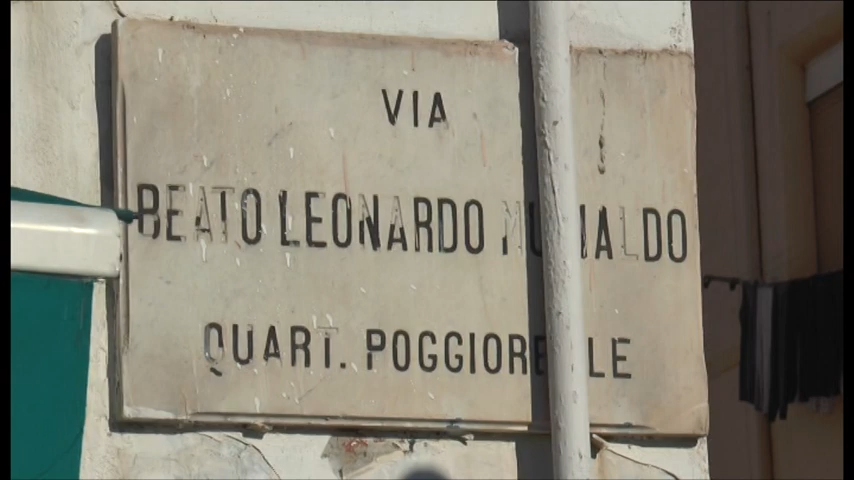 VIA
BEATO LEONARDO MURIALDO
QUART. POGGIOREALE